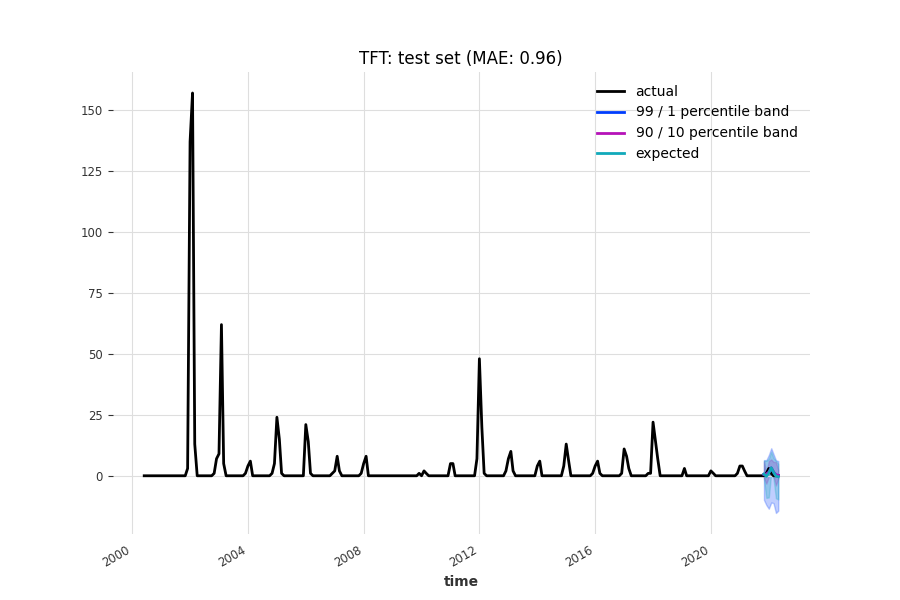 TFT: test set (MAE: 0.96)
actual
99 / 1 percentile band
90 / 10 percentile band
expected
150
125
100
75
50
25
0
2000
2004
2008
2012
2016
2020
time